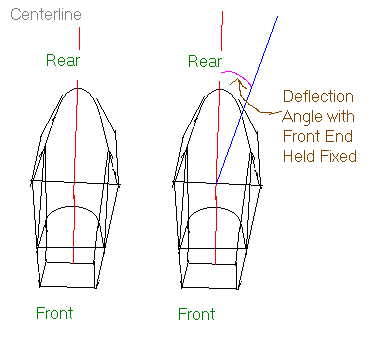 Centerline
Rear
Rear
Deflection
Angle with
Front End
Held Fixed
Front
Front